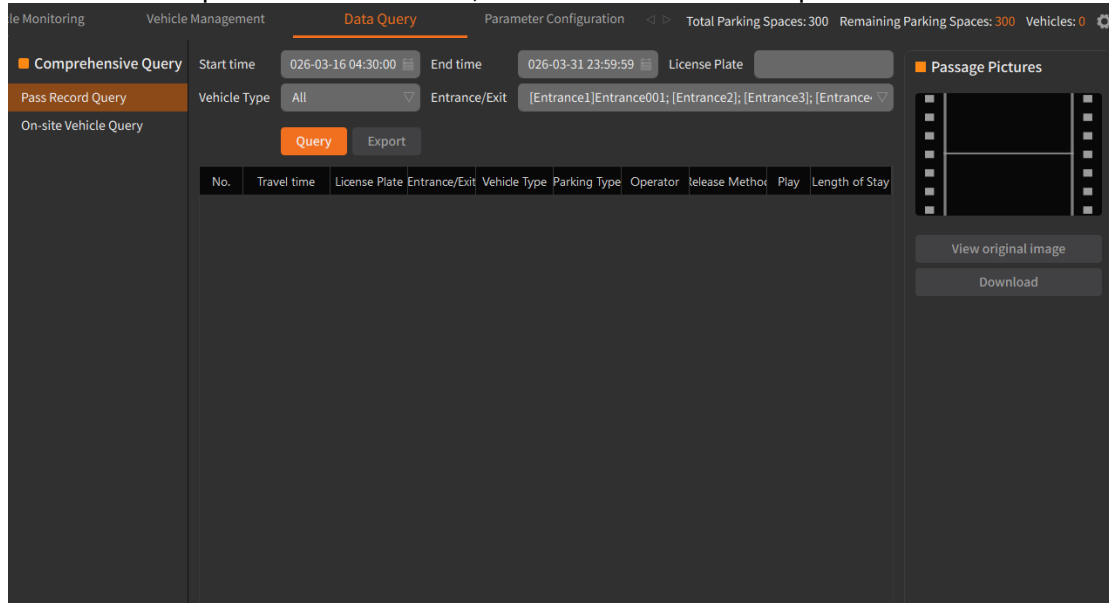 le Monitoring Vehicle Management Data Query Parameter Configuration Total Parking Spaces: 300 Remaining Parking Spaces: 300 Vehicles: 0
Comprehensive Query
Pass Record Query
On-site Vehicle Query
Start time 026-03-16 04:30:00 End time 026-03-31 23:59:59 License Plate
Vehicle Type All Entrance/Exit [Entrance1]Entrance001; [Entrance2]; [Entrance3]; [Entrance
Query Export
No. Travel time License Plate Entrance/Exit Vehicle Type Parking Type Operator Release Method Play Length of Stay
Passage Pictures
View original image
Download